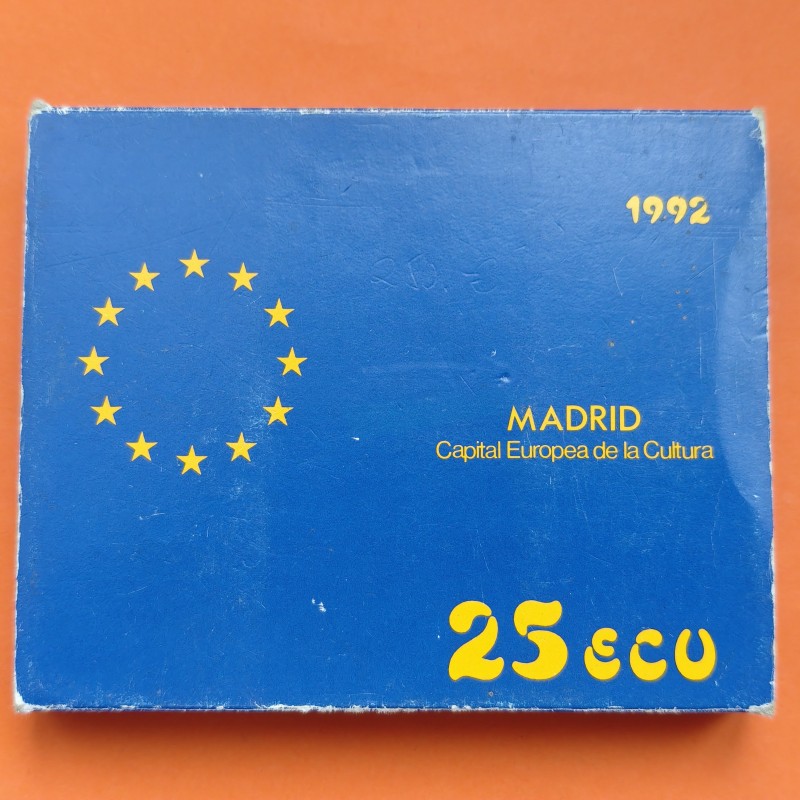 1992
MADRID
Capital Europea de la Cultura
25 ECU